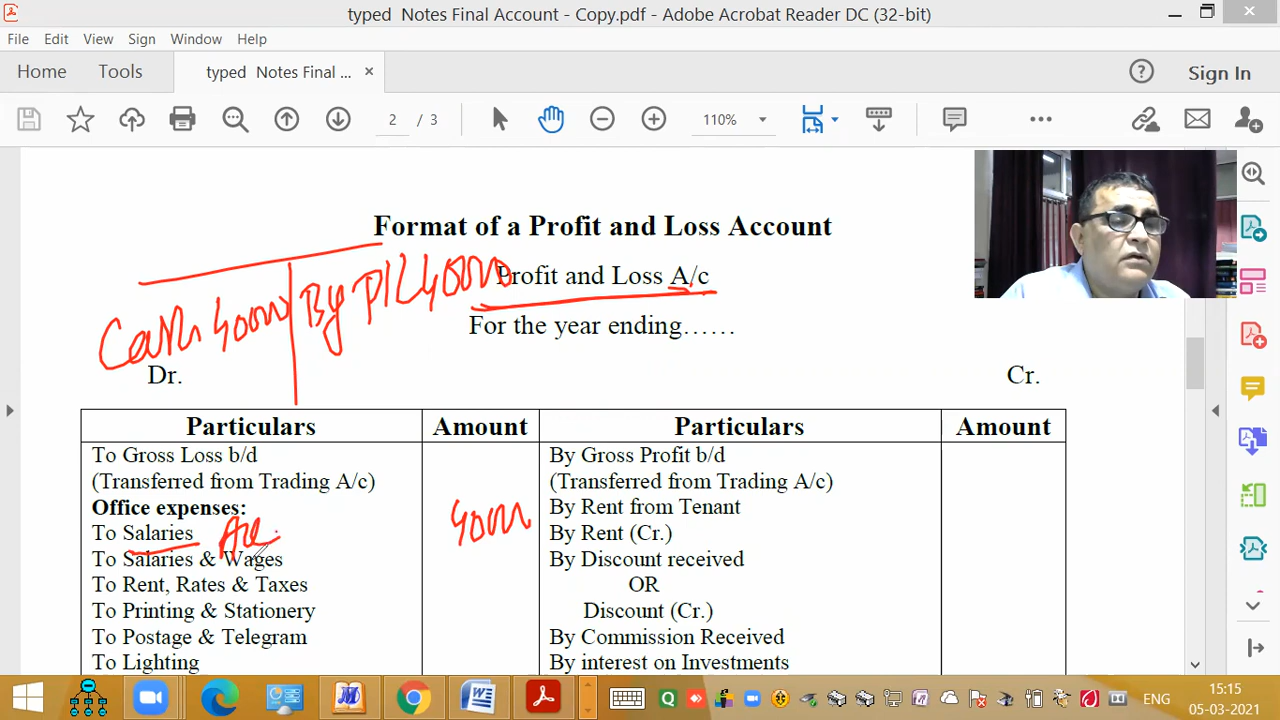 typed Notes Final Account - Copy.pdf - Adobe Acrobat Reader DC (32-bit)
File Edit View Sign Window Help
Home Tools typed Notes Final ... × Sign In
2 / 3 110%
Format of a Profit and Loss Account
Profit and Loss A/c
Cash By P/L
For the year ending……
Dr. Cr.
Particulars Amount Particulars Amount
To Gross Loss b/d By Gross Profit b/d
(Transferred from Trading A/c) (Transferred from Trading A/c)
Office expenses: By Rent from Tenant
To Salaries By Rent (Cr.)
To Salaries & Wages By Discount received
To Rent, Rates & Taxes OR
To Printing & Stationery Discount (Cr.)
To Postage & Telegram By Commission Received
To Lighting By interest on Investments
ENG 15:15
05-03-2021